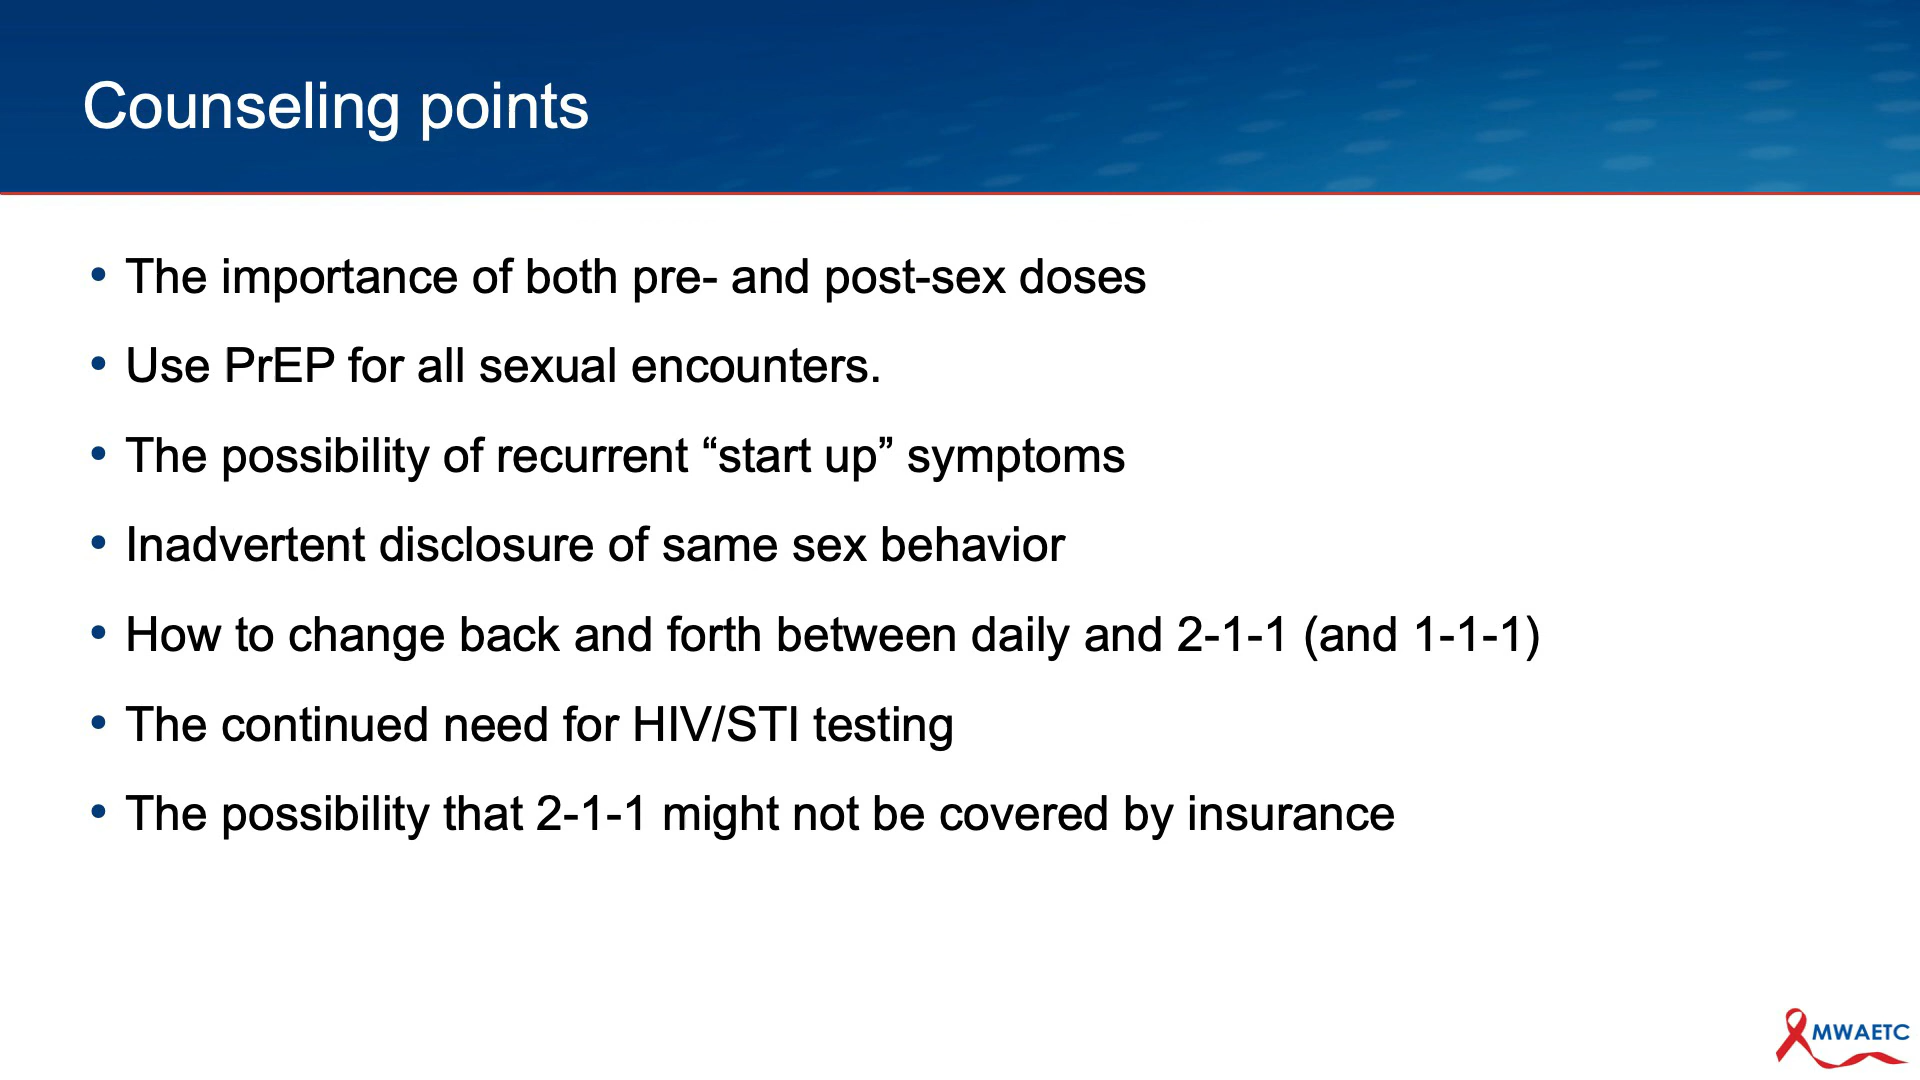 Counseling points
• The importance of both pre- and post-sex doses
• Use PrEP for all sexual encounters.
• The possibility of recurrent “start up” symptoms
• Inadvertent disclosure of same sex behavior
• How to change back and forth between daily and 2-1-1 (and 1-1-1)
• The continued need for HIV/STI testing
• The possibility that 2-1-1 might not be covered by insurance
MWAETC